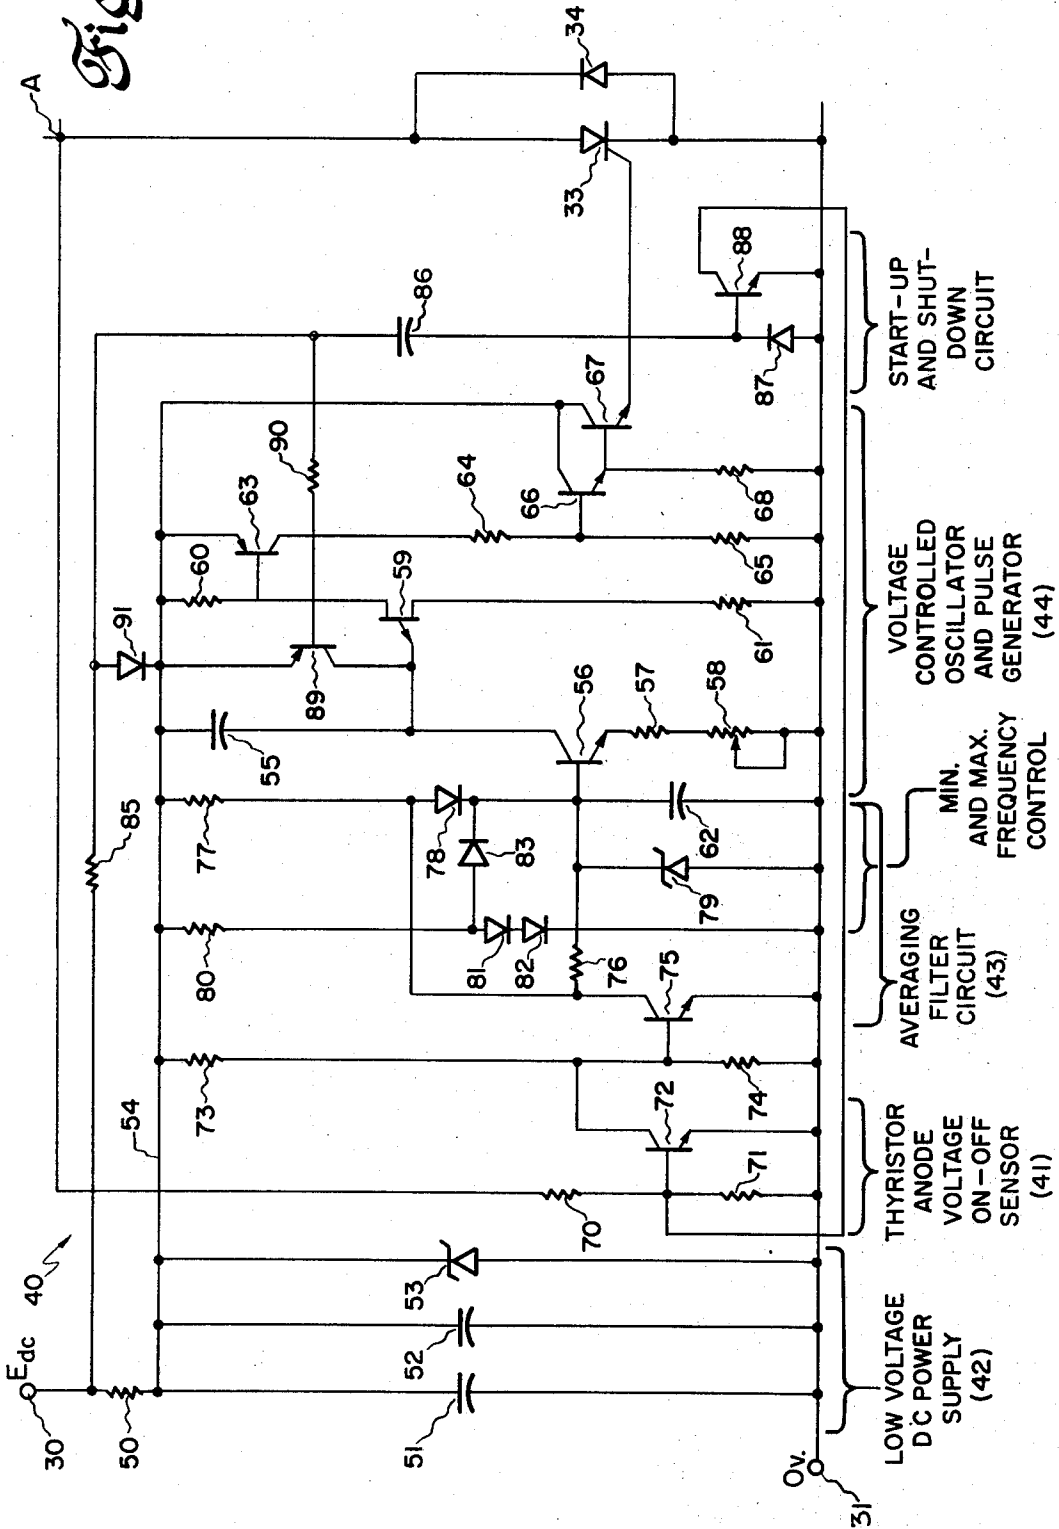 Fig
A
40
Edc
30
50
85
91
54
73
80
77
55
60
63
90
86
34
33
89
59
64
66
67
88
87
51
52
53
70
71
72
74
75
76
81
82
78
83
79
62
56
57
58
61
65
68
Ov.
31
LOW VOLTAGE
DC POWER
SUPPLY
(42)
THYRISTOR
ANODE
VOLTAGE
ON-OFF
SENSOR
(41)
AVERAGING
FILTER
CIRCUIT
(43)
MIN.
AND MAX.
FREQUENCY
CONTROL
VOLTAGE
CONTROLLED
OSCILLATOR
AND PULSE
GENERATOR
(44)
START-UP
AND SHUT-
DOWN
CIRCUIT